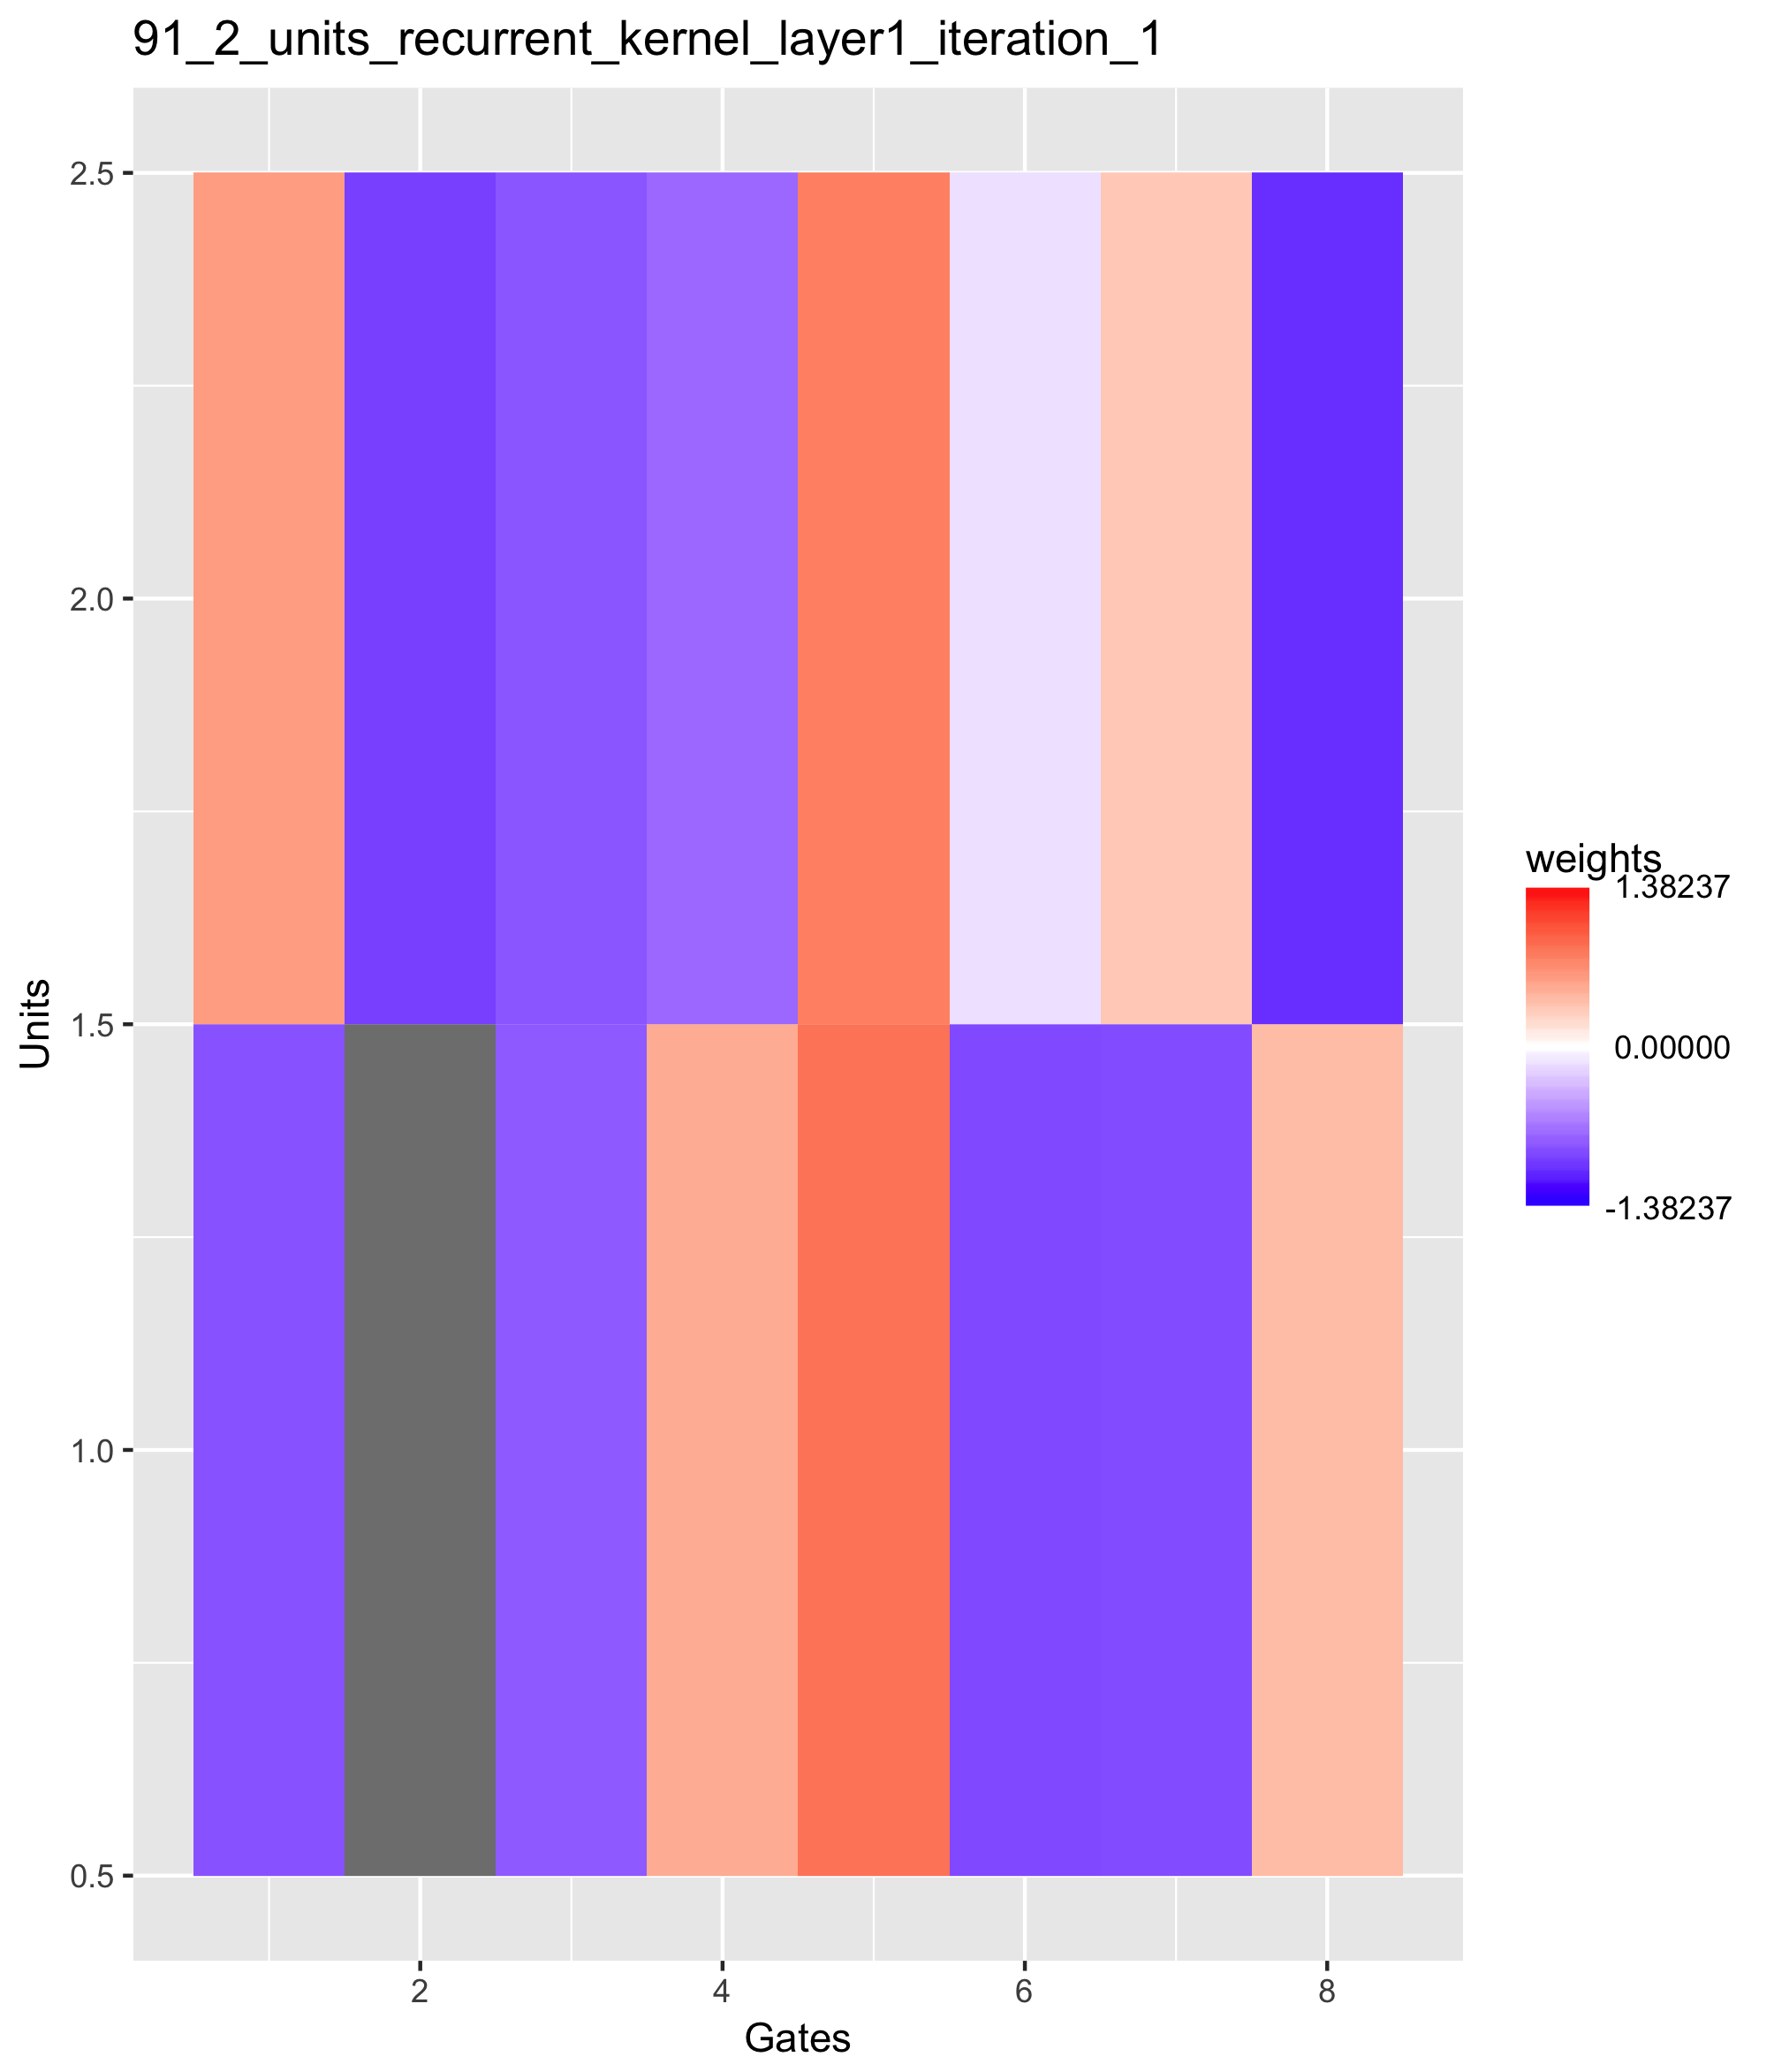 91_2_units_recurrent_kernel_layer1_iteration_1
2.5
2.0
1.5
1.0
0.5
Units
2 4 6 8
Gates
weights
1.38237
0.00000
-1.38237